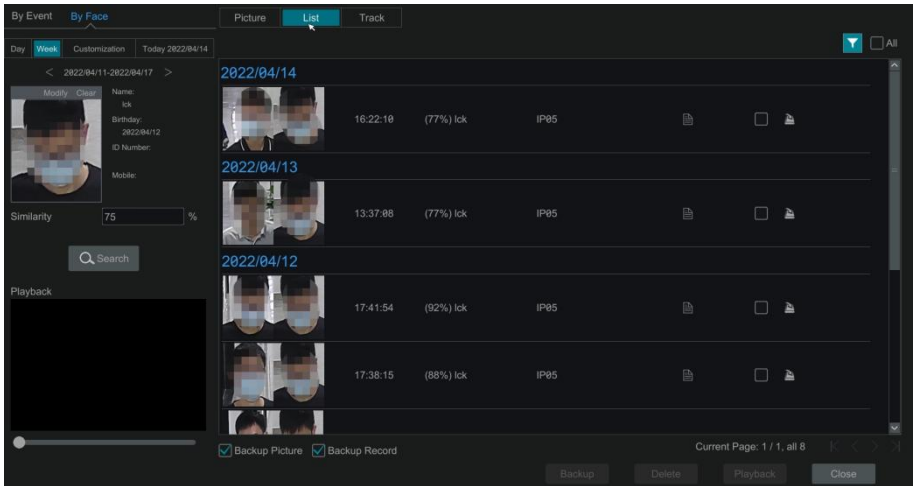 By Event By Face
Picture List Track
Day Week Customization Today 2022/04/14
All
< 2022/04/11-2022/04/17 >
Modify Clear
Name:
lck
Birthday:
2022/04/12
ID Number:
Mobile:
Similarity 75 %
Search
Playback
2022/04/14
16:22:10 (77%) lck IP05
2022/04/13
13:37:08 (77%) lck IP05
2022/04/12
17:41:54 (92%) lck IP05
17:38:15 (88%) lck IP05
Backup Picture Backup Record
Current Page: 1 / 1, all 8
Backup Delete Playback Close